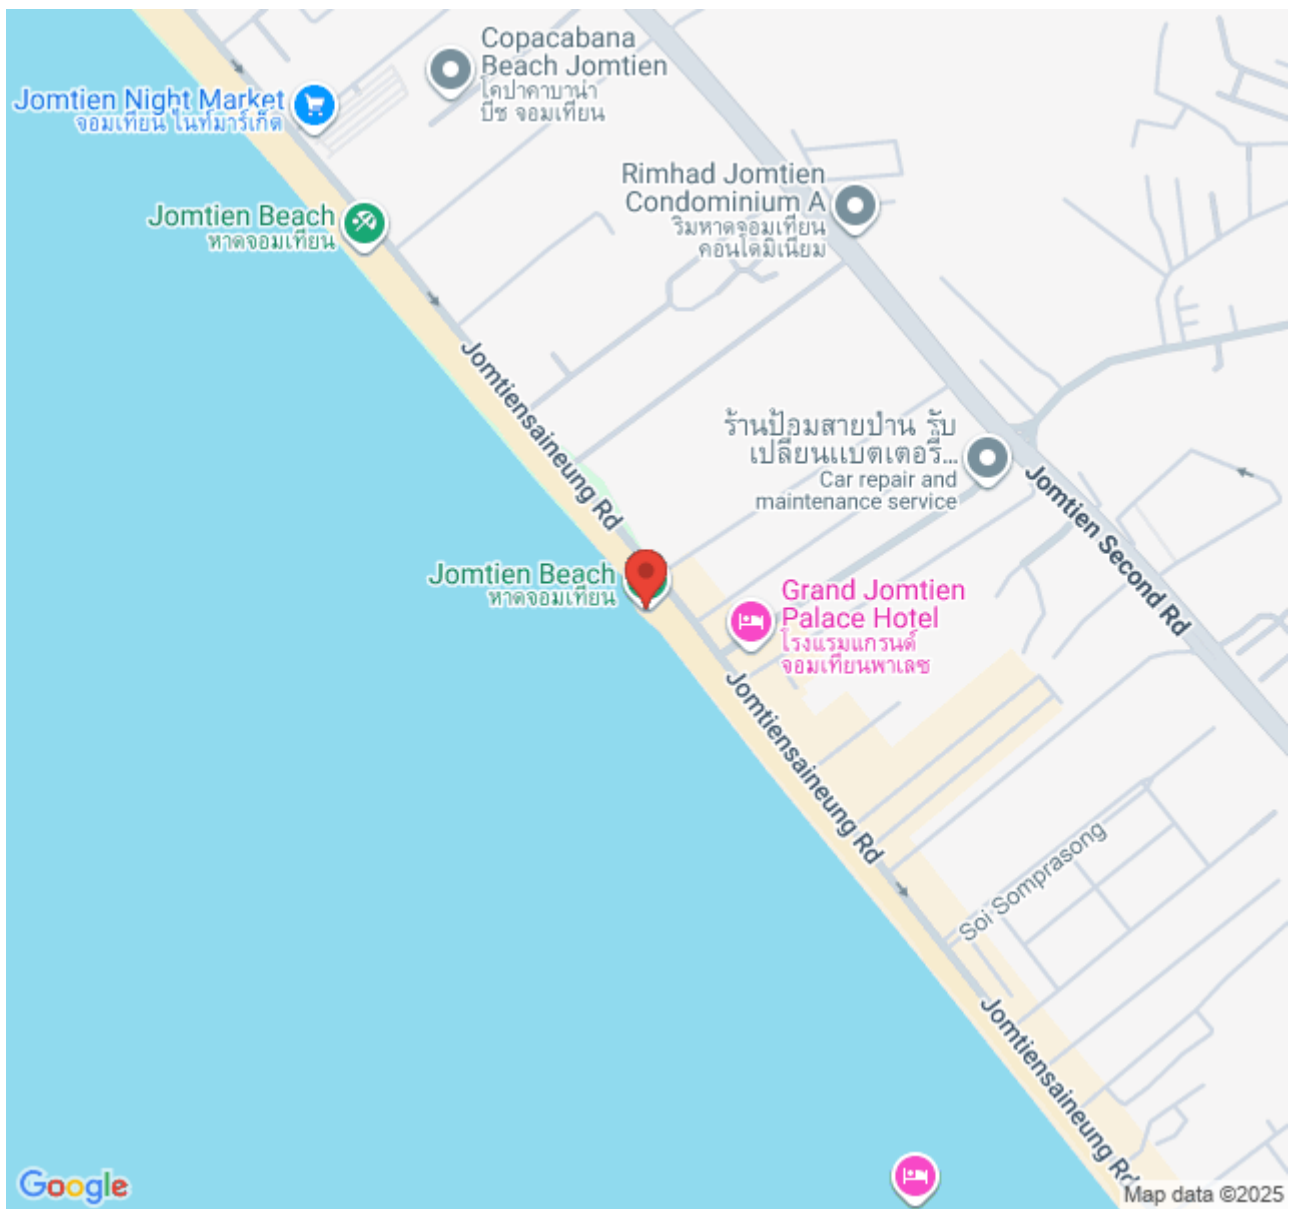 Copacabana
Beach Jomtien
โคปาคาบาน่า
บีช จอมเทียน
Jomtien Night Market
จอมเทียน ไนท์มาร์เก็ต
Rimhad Jomtien
Condominium A
ริมหาดจอมเทียน
คอนโดมิเนียม
Jomtien Beach
หาดจอมเทียน
Jomtiensaineung Rd
ร้านป้อมสายป่าน รับ
เปลี่ยนแบตเตอรี่...
Car repair and
maintenance service
Jomtien Second Rd
Jomtien Beach
หาดจอมเทียน
Grand Jomtien
Palace Hotel
โรงแรมแกรนด์
จอมเทียนพาเลซ
Jomtiensaineung Rd
Soi Somprasong
Jomtiensaineung Rd
Google
Map data ©2025